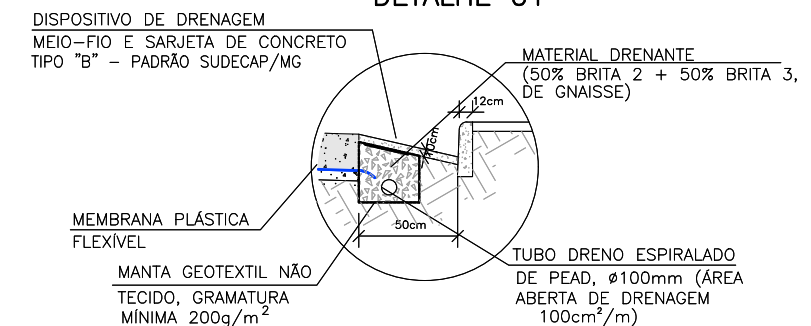 DETALHE 01
DISPOSITIVO DE DRENAGEM
MEIO-FIO E SARJETA DE CONCRETO
TIPO "B" - PADRÃO SUDECAP/MG
MATERIAL DRENANTE
(50% BRITA 2 + 50% BRITA 3,
DE GNAISSE)
12cm
50cm
MEMBRANA PLÁSTICA
FLEXÍVEL
MANTA GEOTEXTIL NÃO
TECIDO, GRAMATURA
MÍNIMA 200g/m²
TUBO DRENO ESPIRALADO
DE PEAD, ø100mm (ÁREA
ABERTA DE DRENAGEM
100cm²/m)